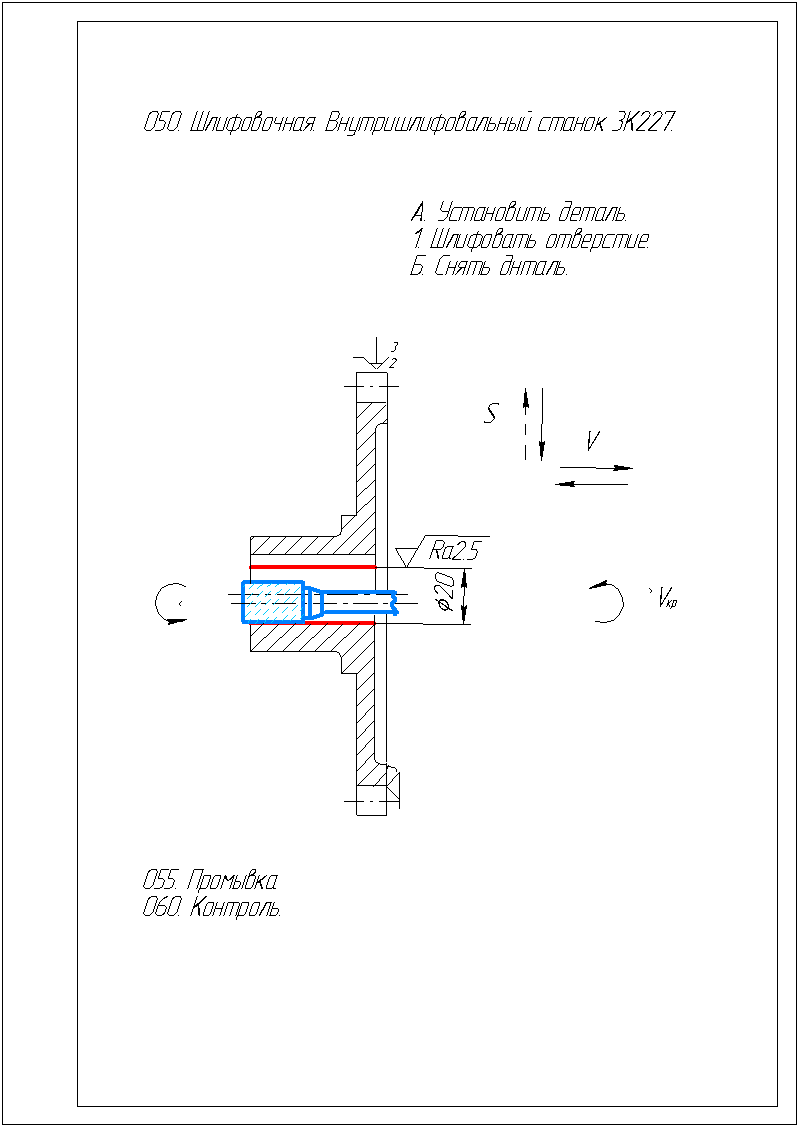 050. Шлифовочная. Внутришлифовальный станок 3К227.
А. Установить деталь.
1. Шлифовать отверстие.
Б. Снять днталь.
3
2
S
V
Ra2.5
ϕ20
Vкр
055. Промывка
060. Контроль.